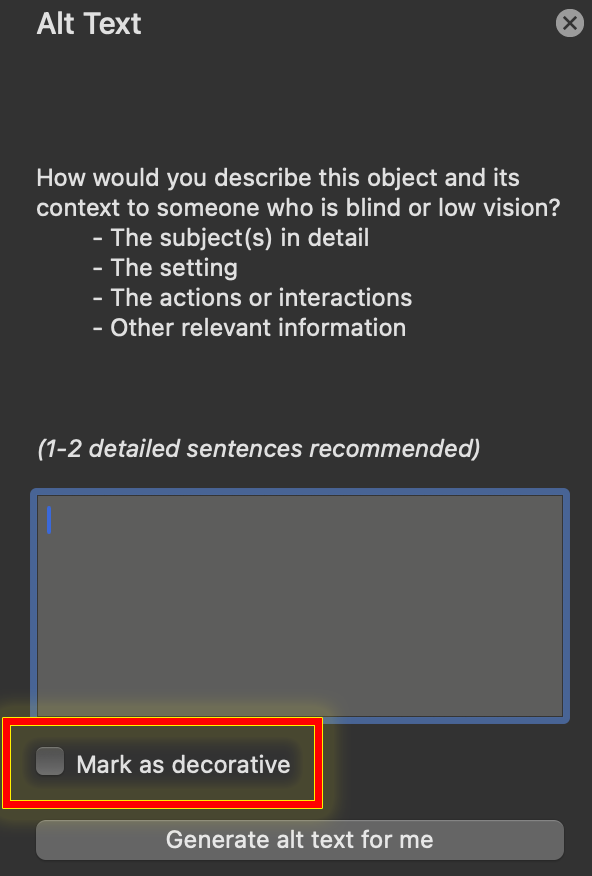 Alt Text
How would you describe this object and its
context to someone who is blind or low vision?
- The subject(s) in detail
- The setting
- The actions or interactions
- Other relevant information
(1-2 detailed sentences recommended)
Mark as decorative
Generate alt text for me